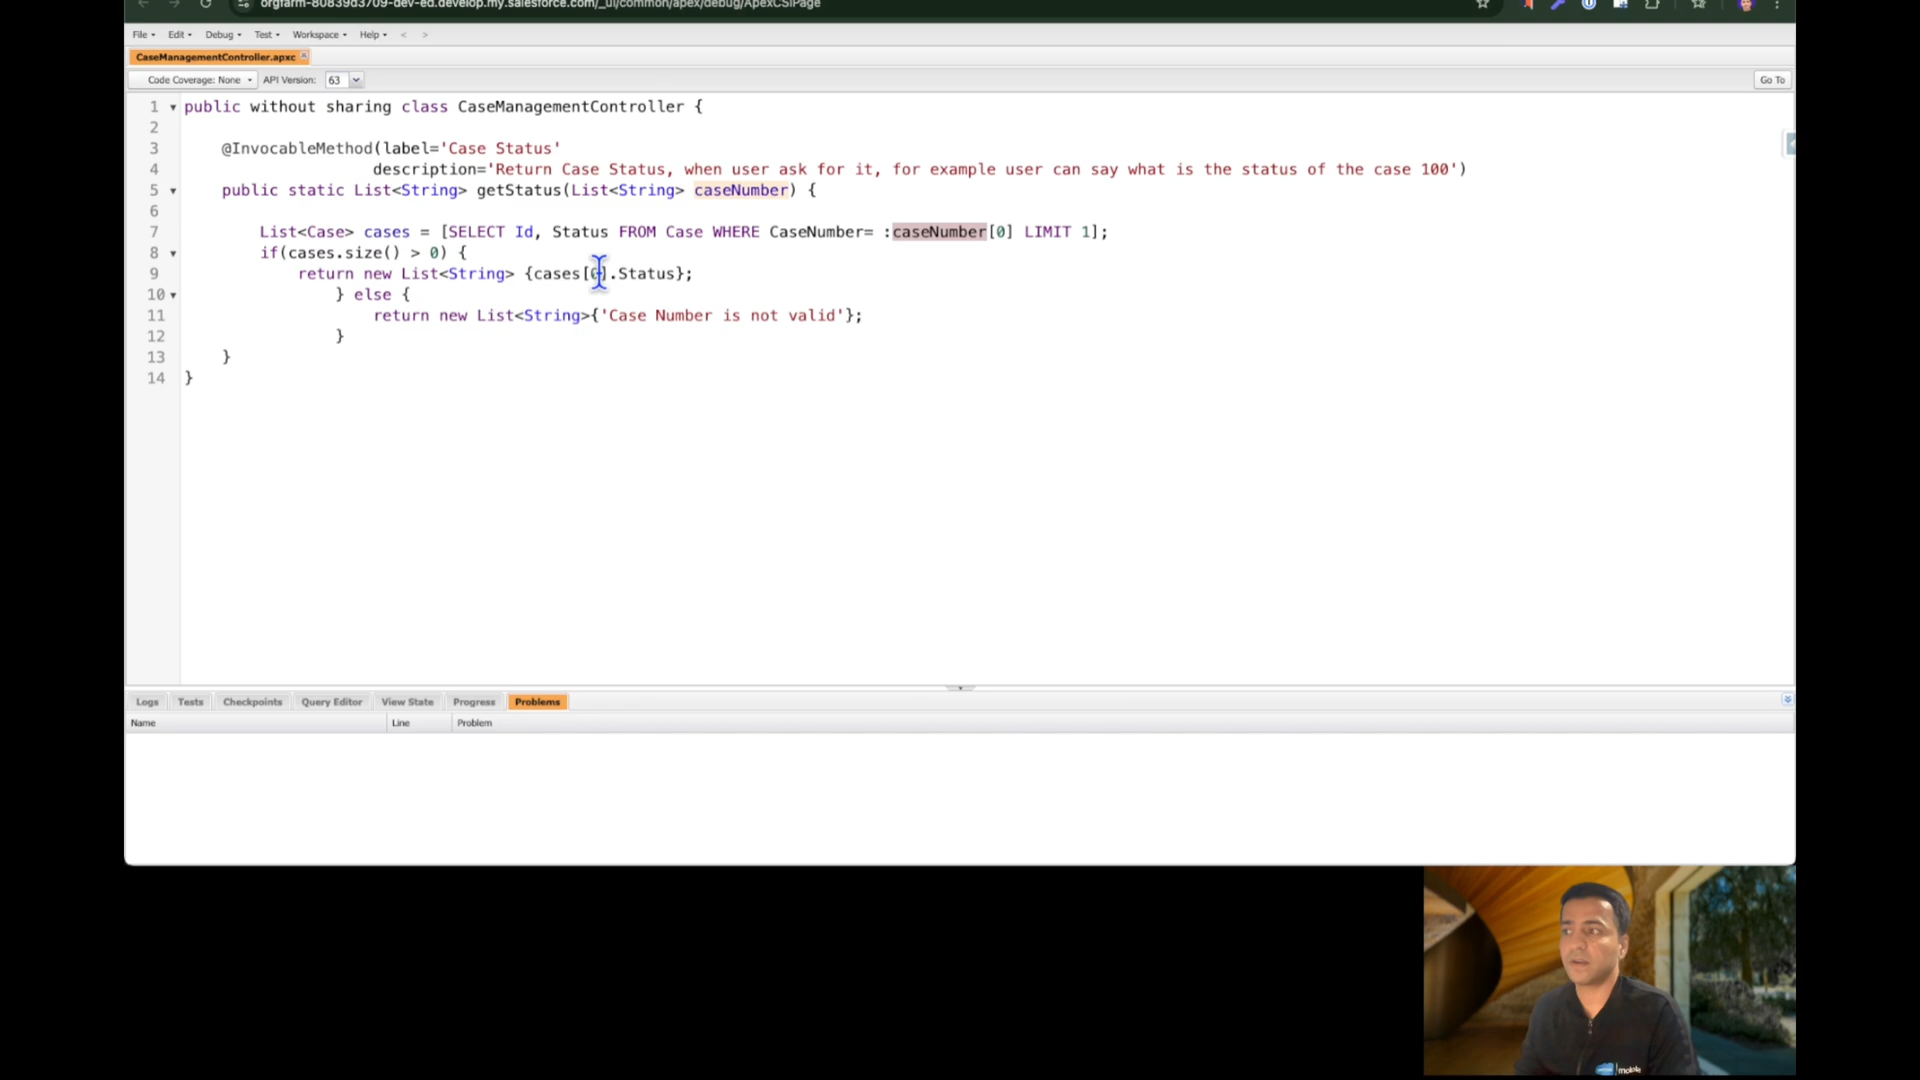 orgfarm-80839d3709-dev-ed.develop.my.salesforce.com/_ui/common/apex/debug/ApexCSIPage
File Edit Debug Test Workspace Help < >
CaseManagementController.apxc
Code Coverage: None API Version: 63 Go To
1 public without sharing class CaseManagementController {
2
3 @InvocableMethod(label='Case Status'
4 description='Return Case Status, when user ask for it, for example user can say what is the status of the case 100')
5 public static List<String> getStatus(List<String> caseNumber) {
6
7 List<Case> cases = [SELECT Id, Status FROM Case WHERE CaseNumber= :caseNumber[0] LIMIT 1];
8 if(cases.size() > 0) {
9 return new List<String> {cases[0].Status};
10 } else {
11 return new List<String>{'Case Number is not valid'};
12 }
13 }
14 }
Logs Tests Checkpoints Query Editor View State Progress Problems
Name Line Problem